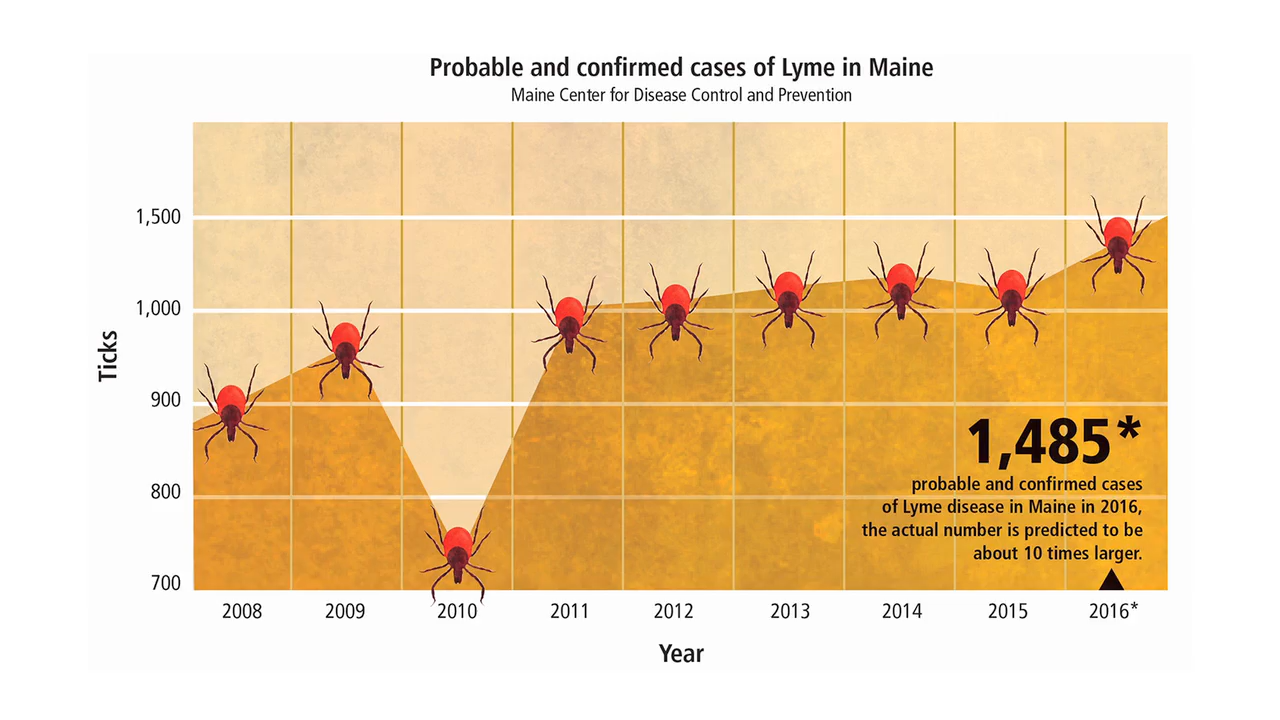 Probable and confirmed cases of Lyme in Maine
Maine Center for Disease Control and Prevention
Ticks
1,500
1,000
900
800
700
1,485*
probable and confirmed cases
of Lyme disease in Maine in 2016,
the actual number is predicted to be
about 10 times larger.
2008 2009 2010 2011 2012 2013 2014 2015 2016*
Year